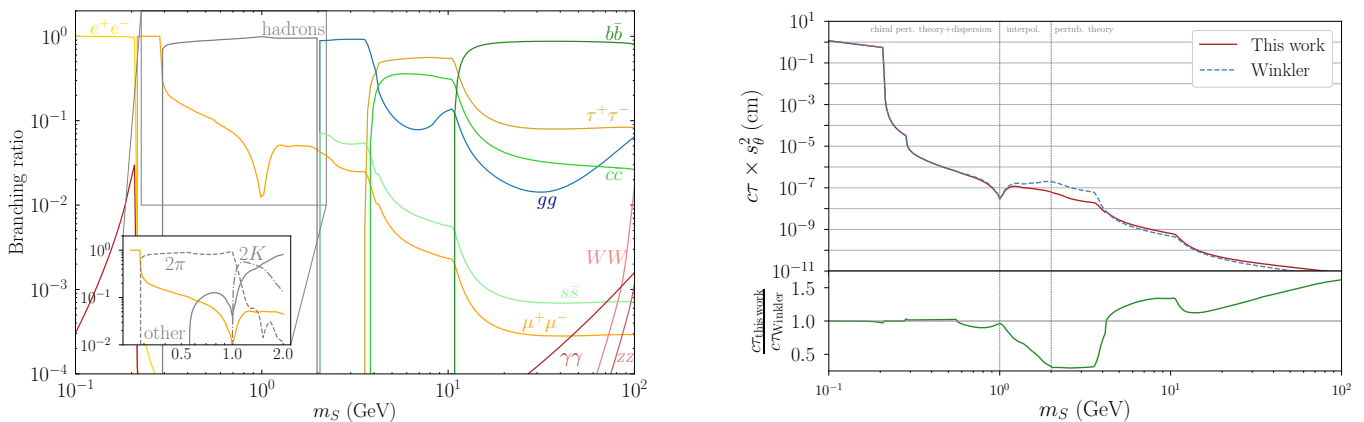 e⁺e⁻
hadrons
bb̄
τ⁺τ⁻
cc
gg
WW
ss̄
μ⁺μ⁻
γγ
zz
Branching ratio
10⁰
10⁻¹
10⁻²
10⁻³
10⁻⁴
10⁻¹ 10⁰ 10¹ 10²
m_S (GeV)
10⁰
10⁻¹
10⁻²
2π
2K
other
0.5 1.0 2.0
chiral pert. theory+dispersion interpol. pertub. theory
This work
Winkler
cτ × s²_θ (cm)
10⁻¹
10⁻³
10⁻⁵
10⁻⁷
10⁻⁹
10⁻¹¹
cτ_this work
cτ_Winkler
1.5
1.0
0.5
10⁻¹ 10⁰ 10¹ 10²
m_S (GeV)